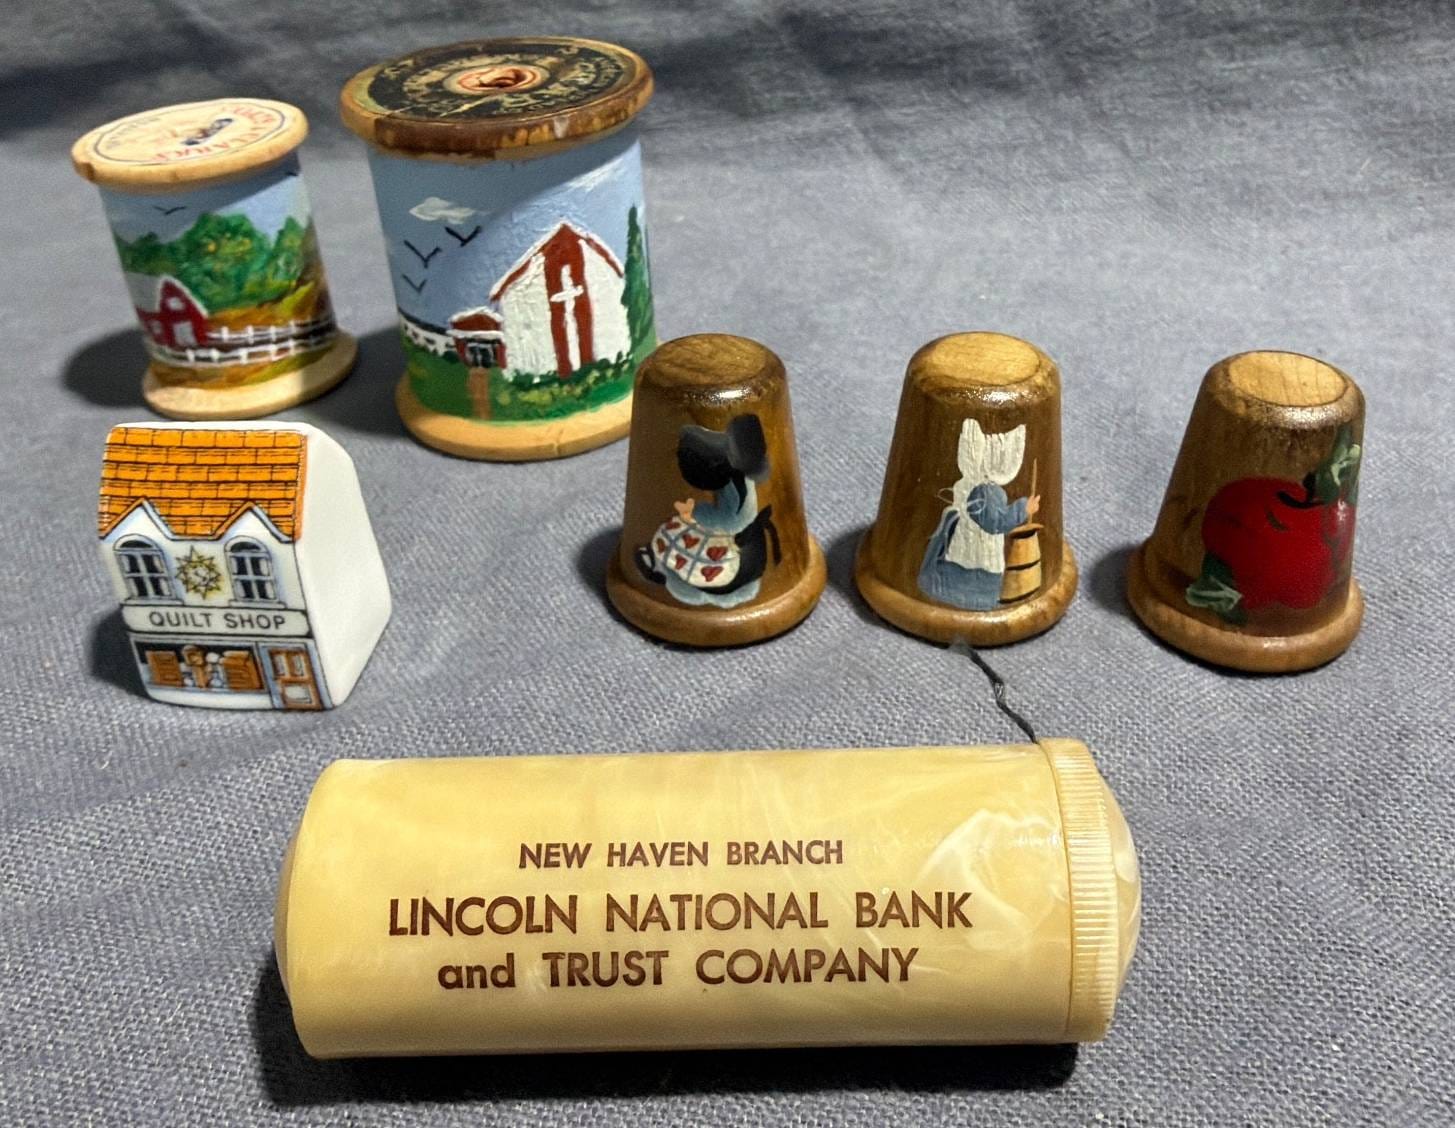 QUILT SHOP
NEW HAVEN BRANCH
LINCOLN NATIONAL BANK
and TRUST COMPANY